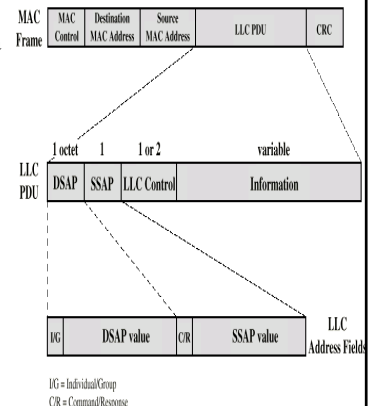 MAC Frame
MAC Control
Destination MAC Address
Source MAC Address
LLC PDU
CRC
1 octet 1 1 or 2 variable
LLC PDU
DSAP SSAP LLC Control Information
I/G DSAP value C/R SSAP value
LLC Address Fields
I/G = Individual/Group
C/R = Command/Response